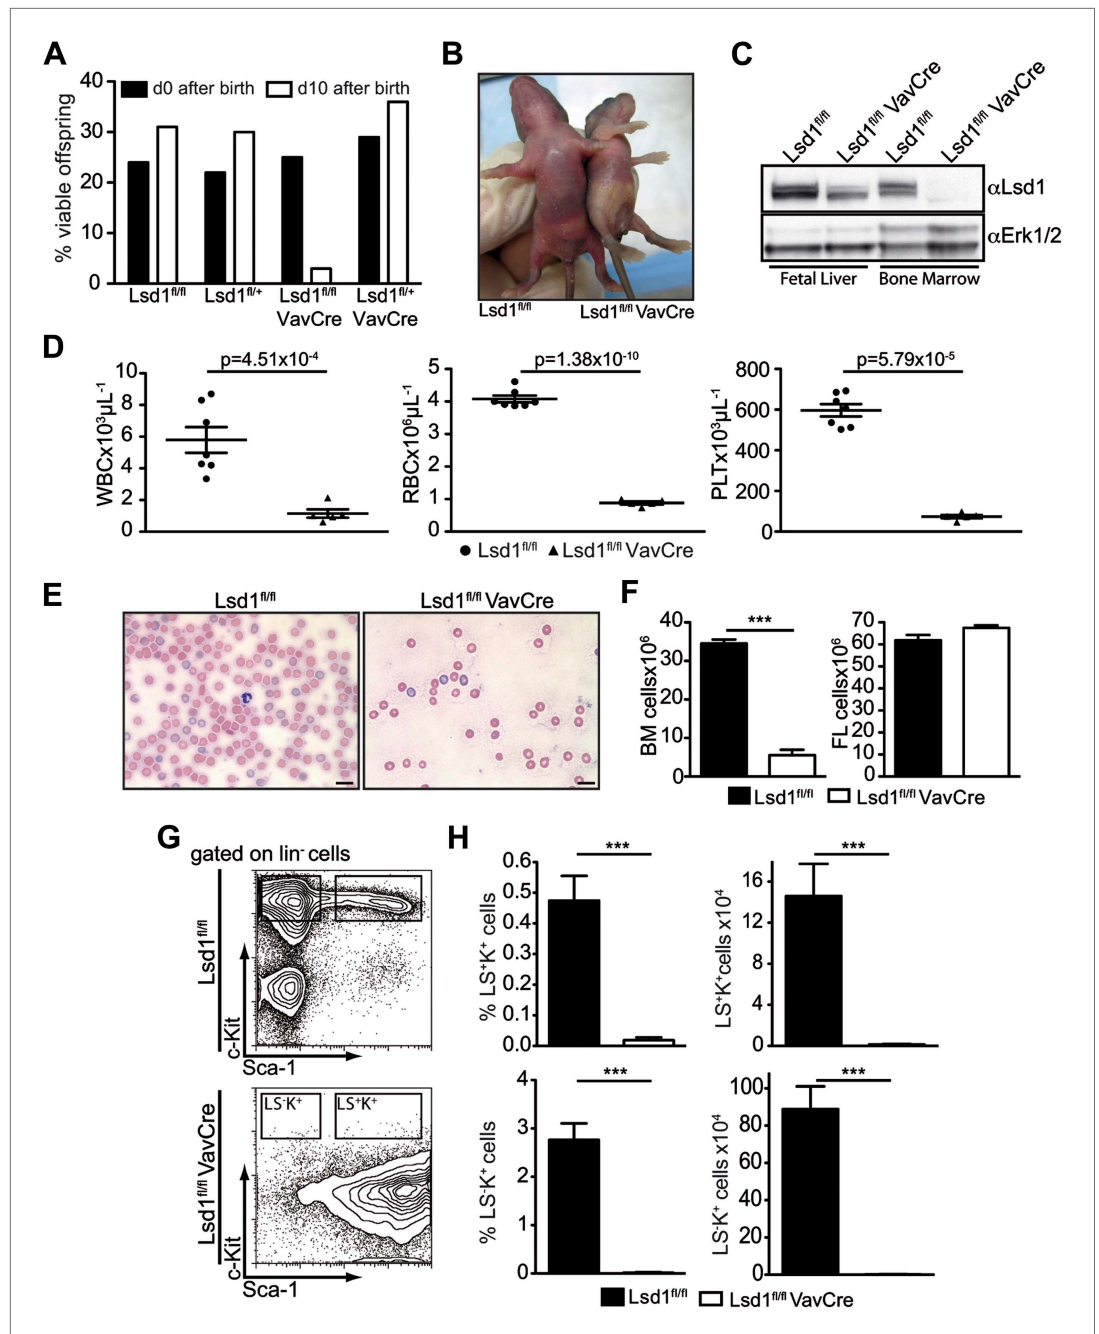 A
d0 after birth d10 after birth
% viable offspring
40
30
20
10
0
Lsd1fl/fl Lsd1fl/+ Lsd1fl/fl VavCre Lsd1fl/+ VavCre
B
Lsd1fl/fl Lsd1fl/fl VavCre
C
Lsd1fl/fl Lsd1fl/fl VavCre Lsd1fl/fl Lsd1fl/fl VavCre
αLsd1
αErk1/2
Fetal Liver Bone Marrow
D
p=4.51x10-4
WBCx10³µL-1
10
8
6
4
2
0
p=1.38x10-10
RBCx10⁶µL-1
5
4
3
2
1
0
p=5.79x10-5
PLTx10³µL-1
800
600
400
200
0
Lsd1fl/fl Lsd1fl/fl VavCre
E
Lsd1fl/fl Lsd1fl/fl VavCre
F
BM cellsx10⁶
40
30
20
10
0
***
FL cellsx10⁶
70
60
50
40
30
20
10
0
Lsd1fl/fl Lsd1fl/fl VavCre
G
gated on lin- cells
Lsd1fl/fl
c-Kit
Sca-1
Lsd1fl/fl VavCre
LS-K+ LS+K+
c-Kit
Sca-1
H
% LS+K+ cells
0.6
0.5
0.4
0.3
0.2
0.1
0.0
***
LS+K+cells x10⁴
16
12
8
4
0
***
% LS-K+ cells
4
3
2
1
0
***
LS-K+ cells x10⁴
100
80
60
40
20
0
***
Lsd1fl/fl Lsd1fl/fl VavCre